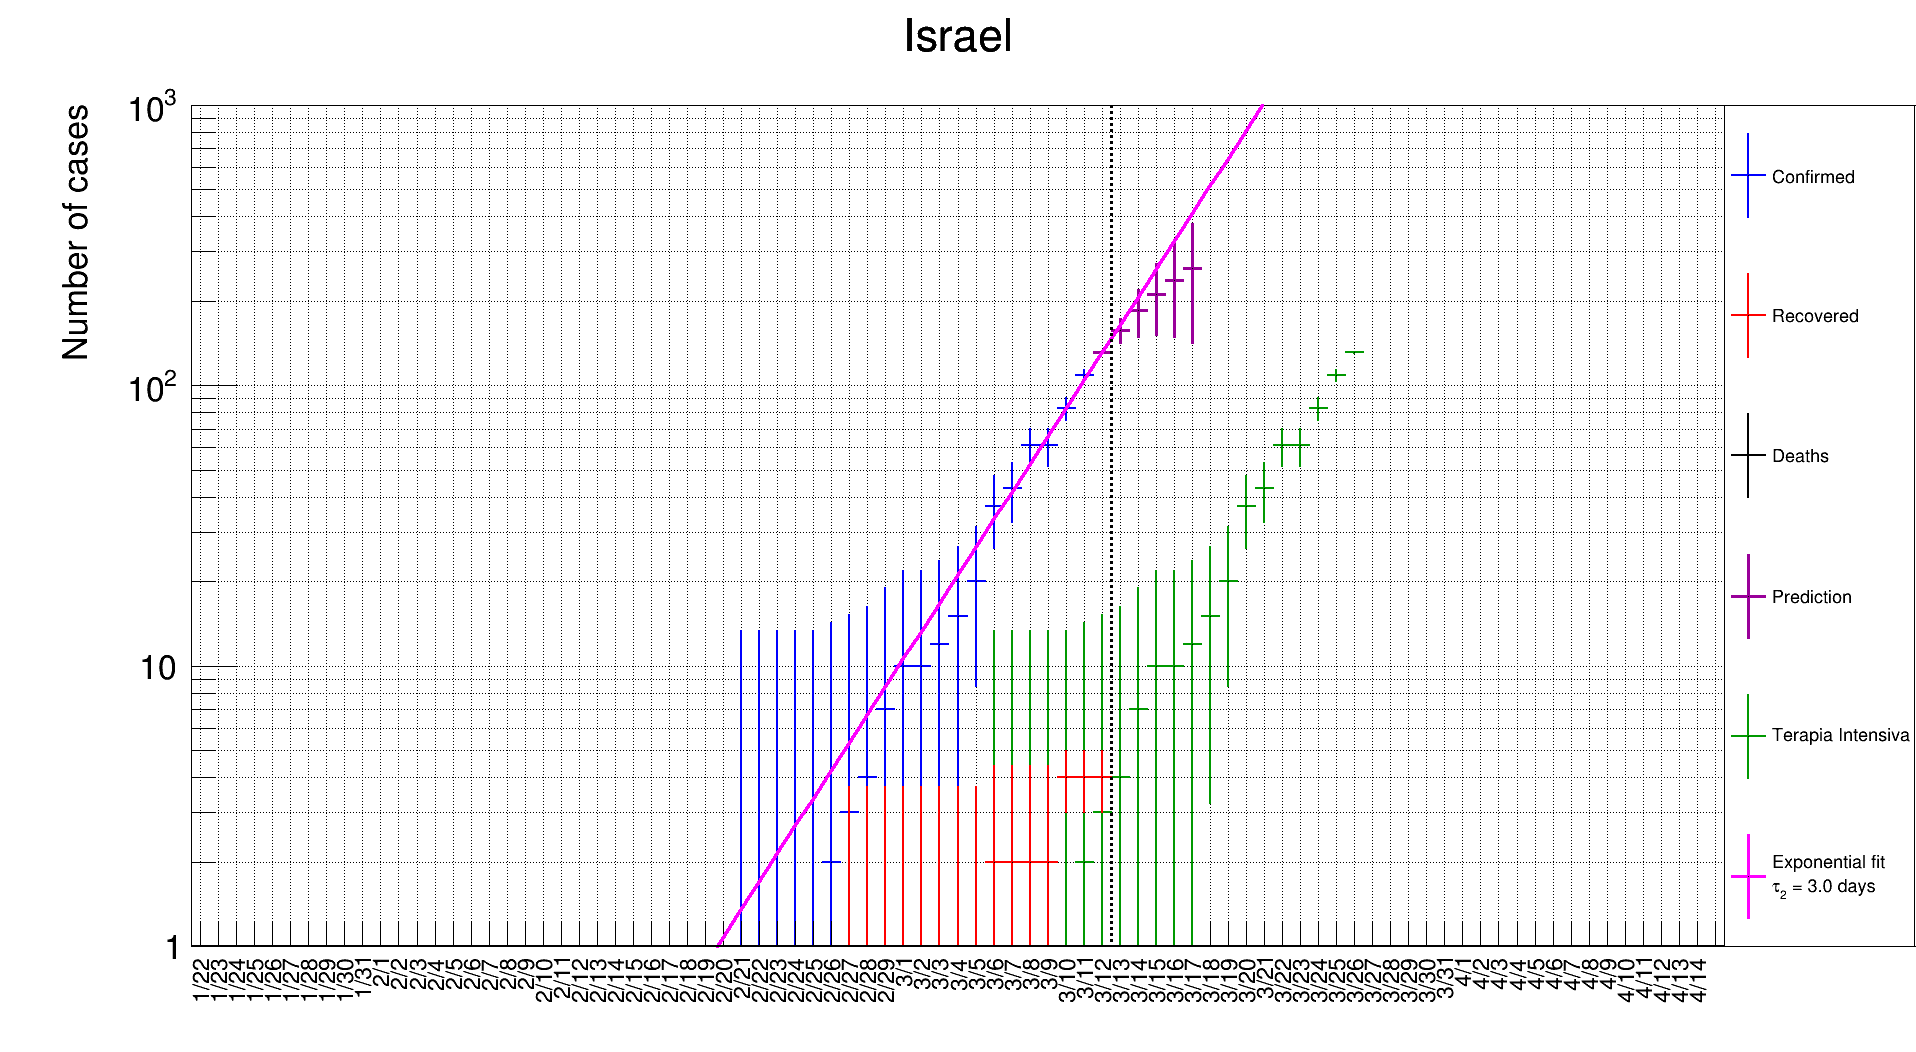 Israel
Number of cases
10³
10²
10
1
1/22 1/23 1/24 1/25 1/26 1/27 1/28 1/29 1/30 1/31 2/1 2/2 2/3 2/4 2/5 2/6 2/7 2/8 2/9 2/10 2/11 2/12 2/13 2/14 2/15 2/16 2/17 2/18 2/19 2/20 2/21 2/22 2/23 2/24 2/25 2/26 2/27 2/28 2/29 3/1 3/2 3/3 3/4 3/5 3/6 3/7 3/8 3/9 3/10 3/11 3/12 3/13 3/14 3/15 3/16 3/17 3/18 3/19 3/20 3/21 3/22 3/23 3/24 3/25 3/26 3/27 3/28 3/29 3/30 3/31 4/1 4/2 4/3 4/4 4/5 4/6 4/7 4/8 4/9 4/10 4/11 4/12 4/13 4/14
Confirmed
Recovered
Deaths
Prediction
Terapia Intensiva
Exponential fit
τ₂ = 3.0 days